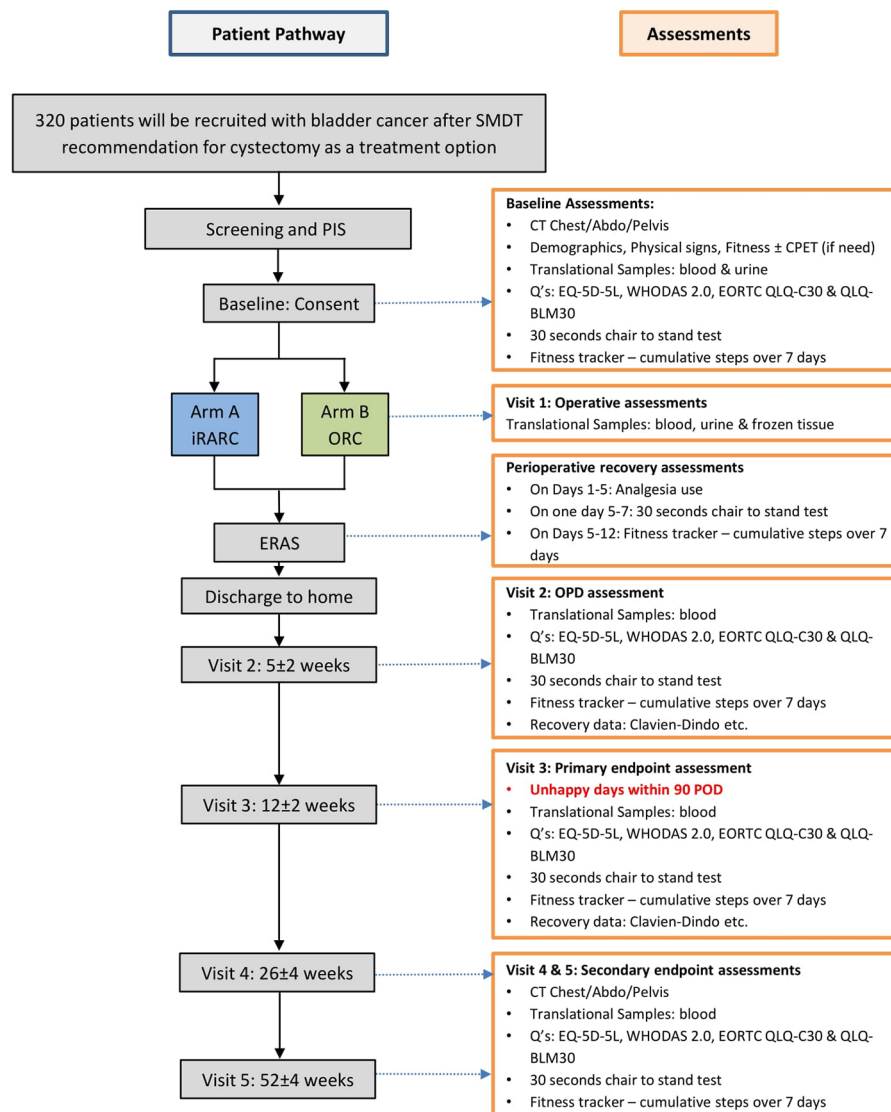 Patient Pathway
Assessments
320 patients will be recruited with bladder cancer after SMDT
recommendation for cystectomy as a treatment option
Screening and PIS
Baseline: Consent
Baseline Assessments:
• CT Chest/Abdo/Pelvis
• Demographics, Physical signs, Fitness ± CPET (if need)
• Translational Samples: blood & urine
• Q's: EQ-5D-5L, WHODAS 2.0, EORTC QLQ-C30 & QLQ-
BLM30
• 30 seconds chair to stand test
• Fitness tracker – cumulative steps over 7 days
Arm A
iRARC
Arm B
ORC
Visit 1: Operative assessments
Translational Samples: blood, urine & frozen tissue
Perioperative recovery assessments
• On Days 1-5: Analgesia use
• On one day 5-7: 30 seconds chair to stand test
• On Days 5-12: Fitness tracker – cumulative steps over 7
days
ERAS
Discharge to home
Visit 2: 5±2 weeks
Visit 2: OPD assessment
• Translational Samples: blood
• Q's: EQ-5D-5L, WHODAS 2.0, EORTC QLQ-C30 & QLQ-
BLM30
• 30 seconds chair to stand test
• Fitness tracker – cumulative steps over 7 days
• Recovery data: Clavien-Dindo etc.
Visit 3: 12±2 weeks
Visit 3: Primary endpoint assessment
• Unhappy days within 90 POD
• Translational Samples: blood
• Q's: EQ-5D-5L, WHODAS 2.0, EORTC QLQ-C30 & QLQ-
BLM30
• 30 seconds chair to stand test
• Fitness tracker – cumulative steps over 7 days
• Recovery data: Clavien-Dindo etc.
Visit 4: 26±4 weeks
Visit 5: 52±4 weeks
Visit 4 & 5: Secondary endpoint assessments
• CT Chest/Abdo/Pelvis
• Translational Samples: blood
• Q's: EQ-5D-5L, WHODAS 2.0, EORTC QLQ-C30 & QLQ-
BLM30
• 30 seconds chair to stand test
• Fitness tracker – cumulative steps over 7 days